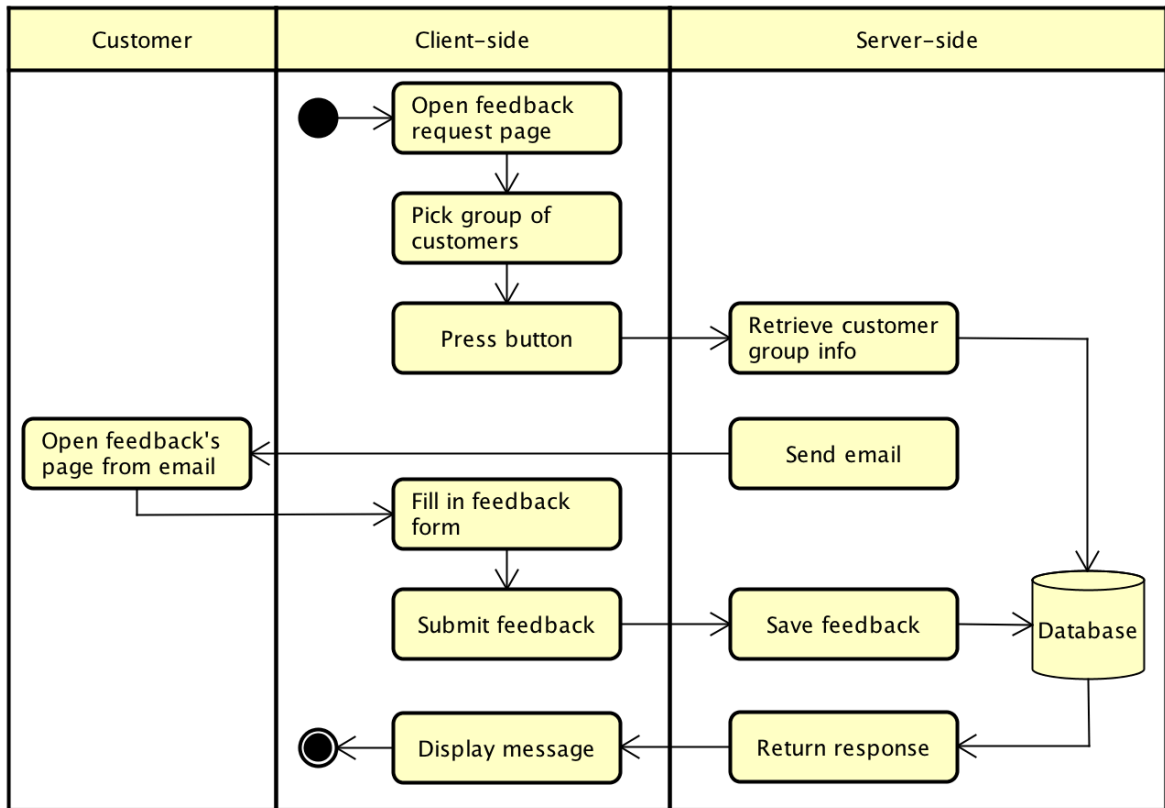 Customer
Client-side
Server-side
Open feedback
request page
Pick group of
customers
Press button
Retrieve customer
group info
Open feedback's
page from email
Send email
Fill in feedback
form
Submit feedback
Save feedback
Database
Display message
Return response